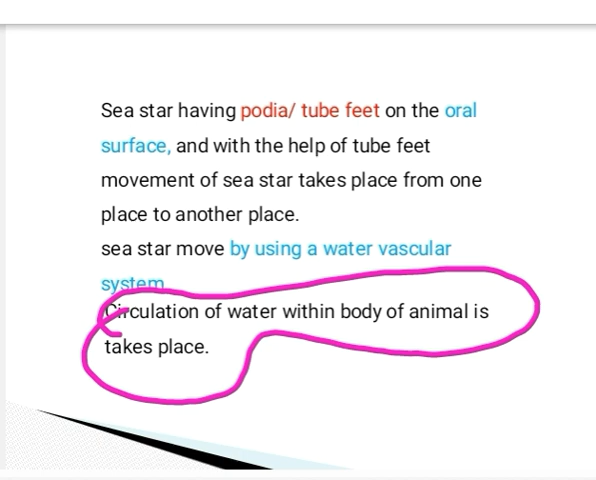 Sea star having podia/ tube feet on the oral
surface, and with the help of tube feet
movement of sea star takes place from one
place to another place.
sea star move by using a water vascular
system
Circulation of water within body of animal is
takes place.